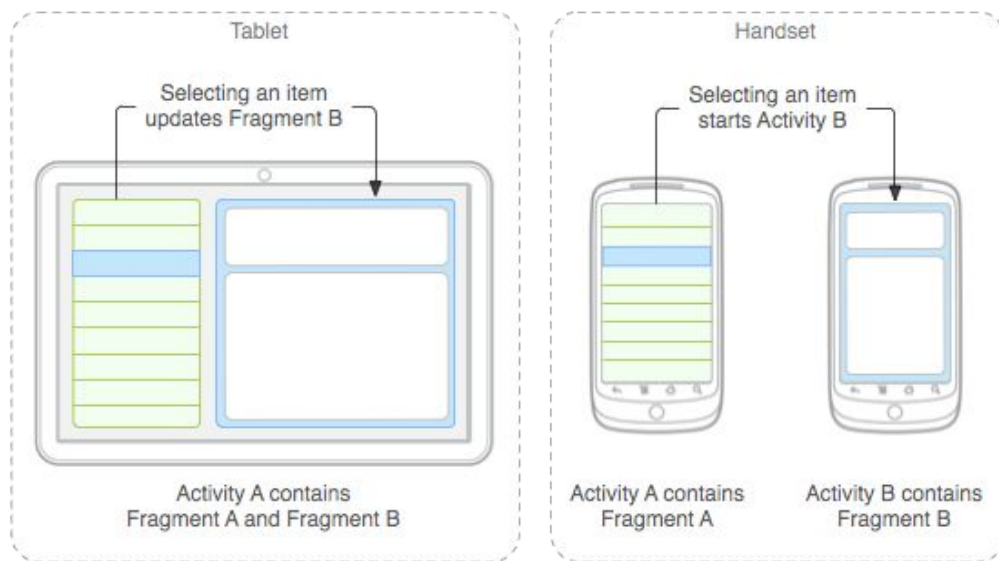 Tablet
Selecting an item
updates Fragment B
Activity A contains
Fragment A and Fragment B
Handset
Selecting an item
starts Activity B
Activity A contains
Fragment A
Activity B contains
Fragment B